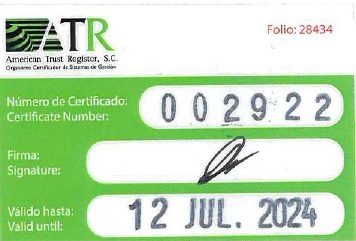 ATR
Folio: 28434
American Trust Register, S.C.
Organismo Certificador de Sistemas de Gestión
Número de Certificado:
Certificate Number:
002922
Firma:
Signature:
Válido hasta:
Valid until:
12 JUL. 2024